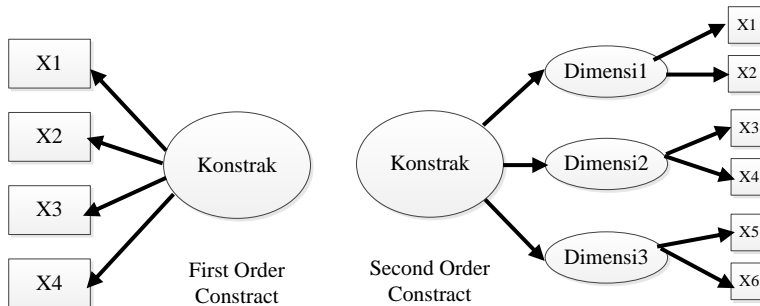 X1
X2
X3
X4
Konstrak
First Order
Constract
Konstrak
Second Order
Constract
Dimensi1
Dimensi2
Dimensi3
X1
X2
X3
X4
X5
X6